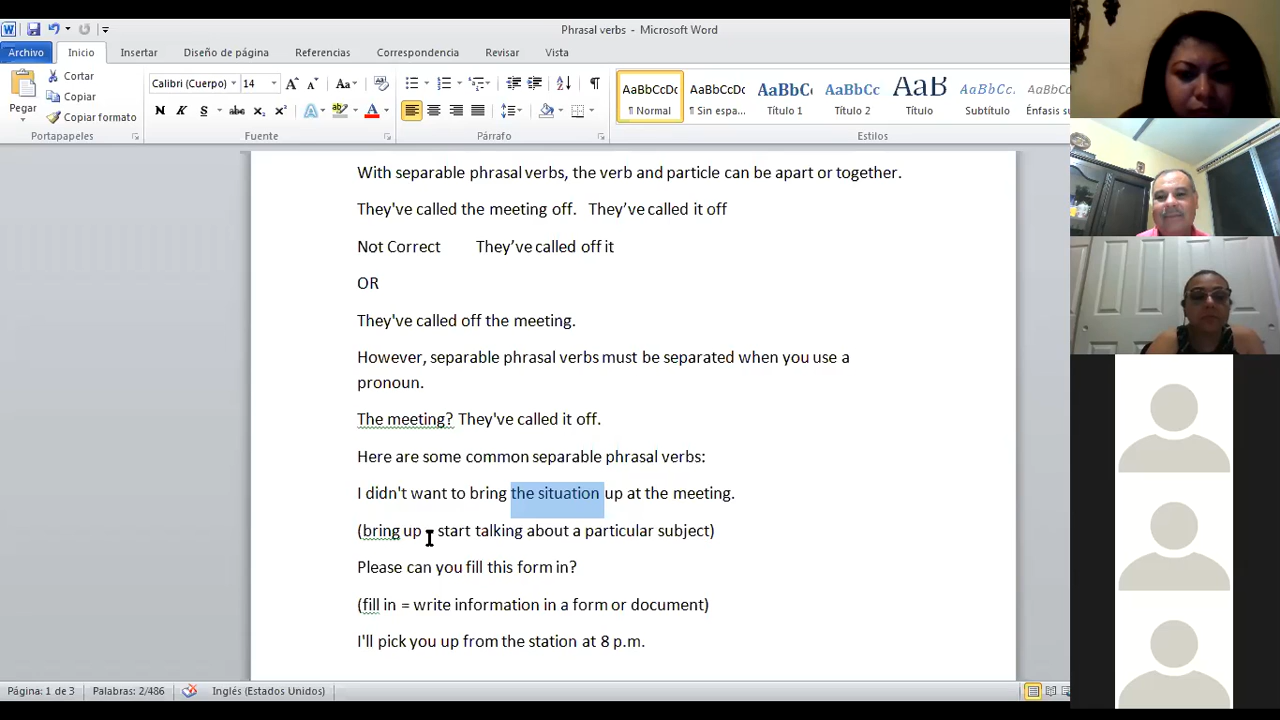 Phrasal verbs - Microsoft Word
Archivo Inicio Insertar Diseño de página Referencias Correspondencia Revisar Vista
Pegar Cortar
Copiar
Copiar formato
Portapapeles
Calibri (Cuerpo) 14
N K S abc x₂ x²
Fuente
Párrafo
AaBbCcDc AaBbCcDc AaBbCc AaBbCc AaB AaBbCc. AaBbCcDc
¶ Normal ¶ Sin espa... Título 1 Título 2 Título Subtítulo Énfasis su
Estilos
With separable phrasal verbs, the verb and particle can be apart or together.
They've called the meeting off. They’ve called it off
Not Correct They’ve called off it
OR
They've called off the meeting.
However, separable phrasal verbs must be separated when you use a
pronoun.
The meeting? They've called it off.
Here are some common separable phrasal verbs:
I didn't want to bring the situation up at the meeting.
(bring up start talking about a particular subject)
Please can you fill this form in?
(fill in = write information in a form or document)
I'll pick you up from the station at 8 p.m.
Página: 1 de 3 Palabras: 2/486 Inglés (Estados Unidos)